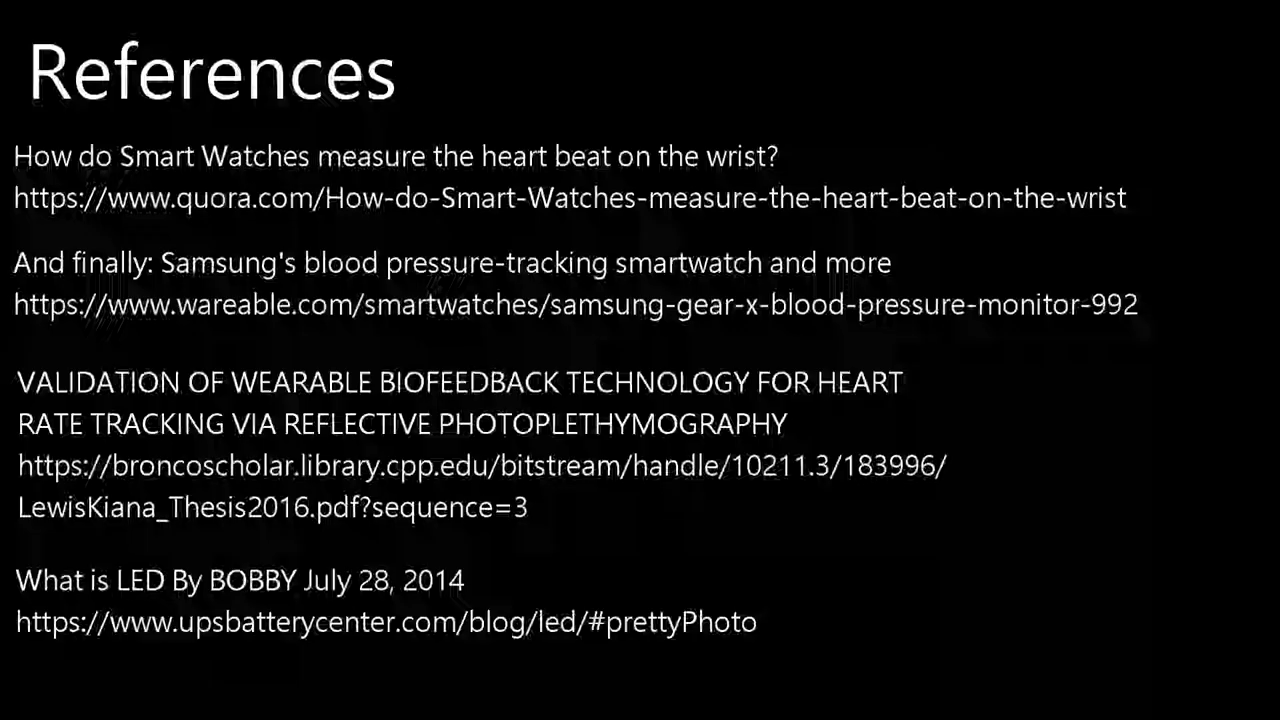 References
How do Smart Watches measure the heart beat on the wrist?
https://www.quora.com/How-do-Smart-Watches-measure-the-heart-beat-on-the-wrist
And finally: Samsung's blood pressure-tracking smartwatch and more
https://www.wareable.com/smartwatches/samsung-gear-x-blood-pressure-monitor-992
VALIDATION OF WEARABLE BIOFEEDBACK TECHNOLOGY FOR HEART
RATE TRACKING VIA REFLECTIVE PHOTOPLETHYMOGRAPHY
https://broncoscholar.library.cpp.edu/bitstream/handle/10211.3/183996/
LewisKiana_Thesis2016.pdf?sequence=3
What is LED By BOBBY July 28, 2014
https://www.upsbatterycenter.com/blog/led/#prettyPhoto